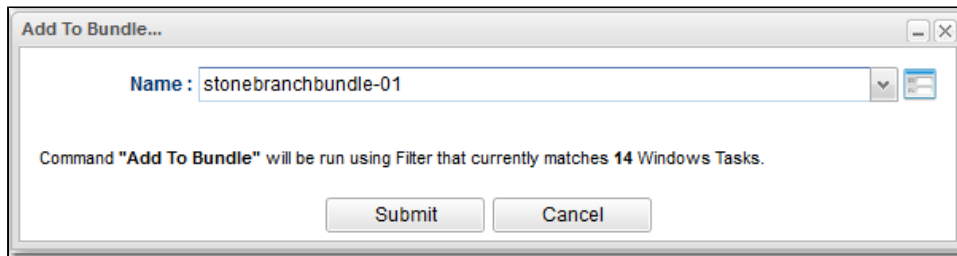 Add To Bundle...
Name : stonebranchbundle-01
Command "Add To Bundle" will be run using Filter that currently matches 14 Windows Tasks.
Submit Cancel